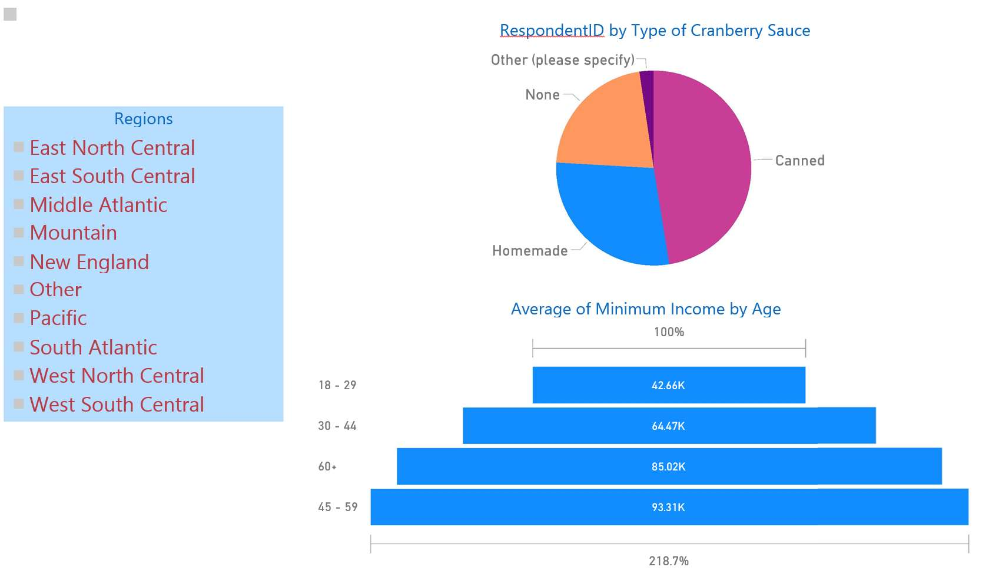 Regions
East North Central
East South Central
Middle Atlantic
Mountain
New England
Other
Pacific
South Atlantic
West North Central
West South Central
RespondentID by Type of Cranberry Sauce
Other (please specify)
None
Canned
Homemade
Average of Minimum Income by Age
100%
18 - 29 42.66K
30 - 44 64.47K
60+ 85.02K
45 - 59 93.31K
218.7%